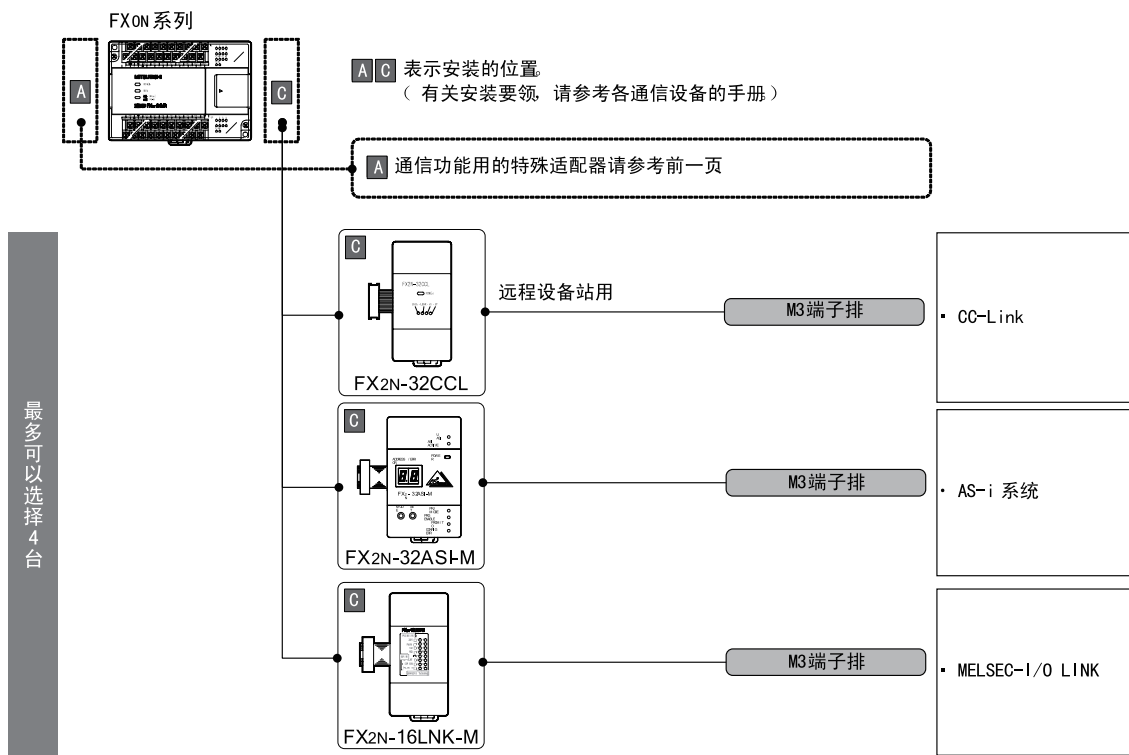 FX0N系列
A
C
A C 表示安装的位置。
（ 有关安装要领, 请参考各通信设备的手册）
A 通信功能用的特殊适配器请参考前一页
最多可以选择4台
C
FX2N-32CCL
远程设备站用
M3端子排
· CC-Link
C
FX2N-32ASI-M
M3端子排
· AS-i 系统
C
FX2N-16LNK-M
M3端子排
· MELSEC-I/O LINK